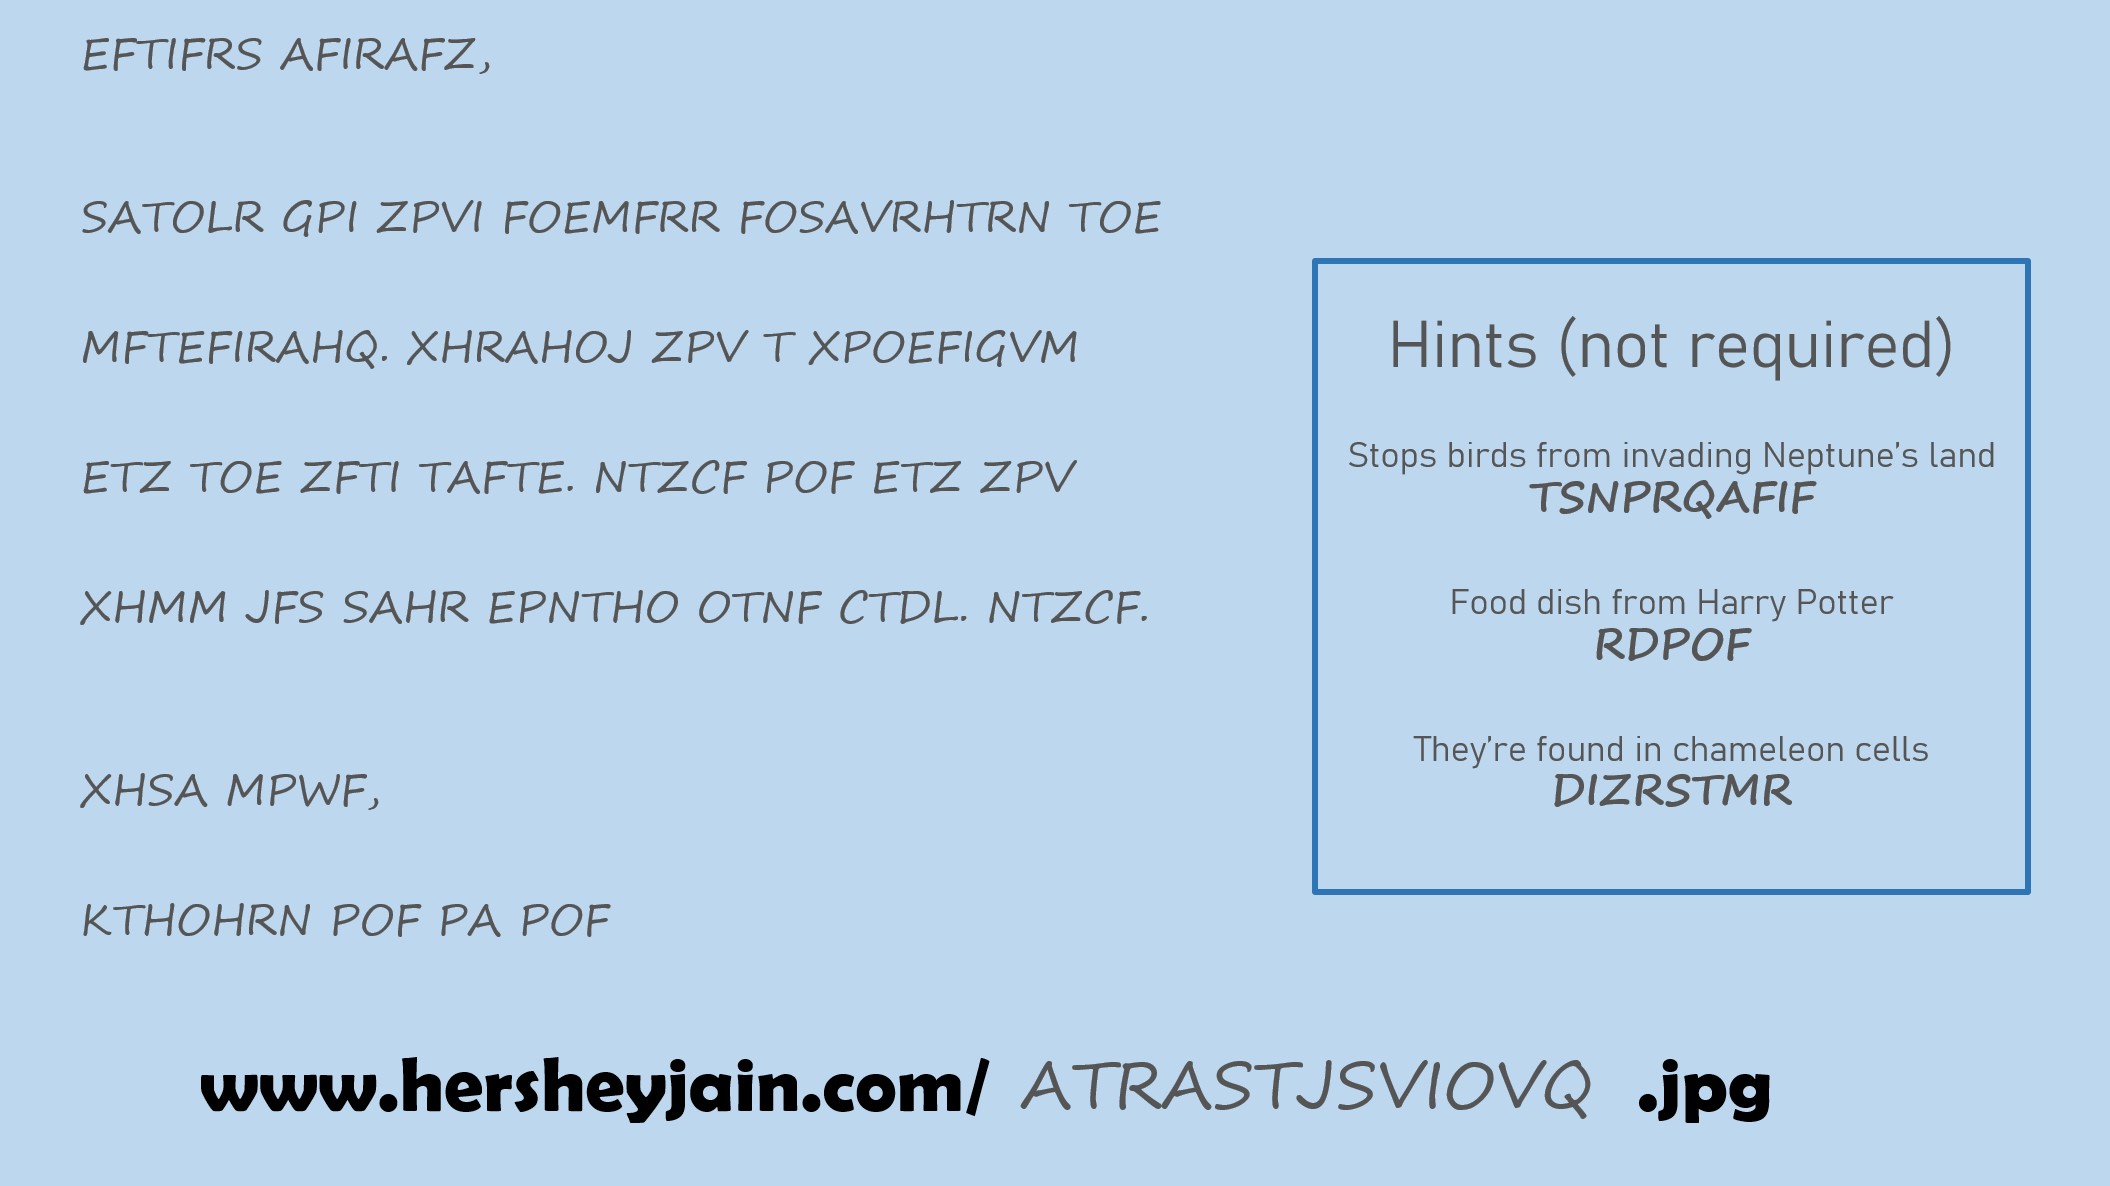 EFTIFRS AFIRAFZ,
SATOLR GPI ZPVI FOEMFRR FOSAVRHTRN TOE
MFTEFIRAHQ. XHRAHOJ ZPV T XPOEFIGVM
ETZ TOE ZFTI TAFTE. NTZCF POF ETZ ZPV
XHMM JFS SAHR EPNTHO OTNF CTDL. NTZCF.
XHSA MPWF,
KTHOHRN POF PA POF
Hints (not required)
Stops birds from invading Neptune's land
TSNPRQAFIF
Food dish from Harry Potter
RDPOF
They're found in chameleon cells
DIZRSTMR
www.hersheyjain.com/ ATRASTJSVIOVQ .jpg